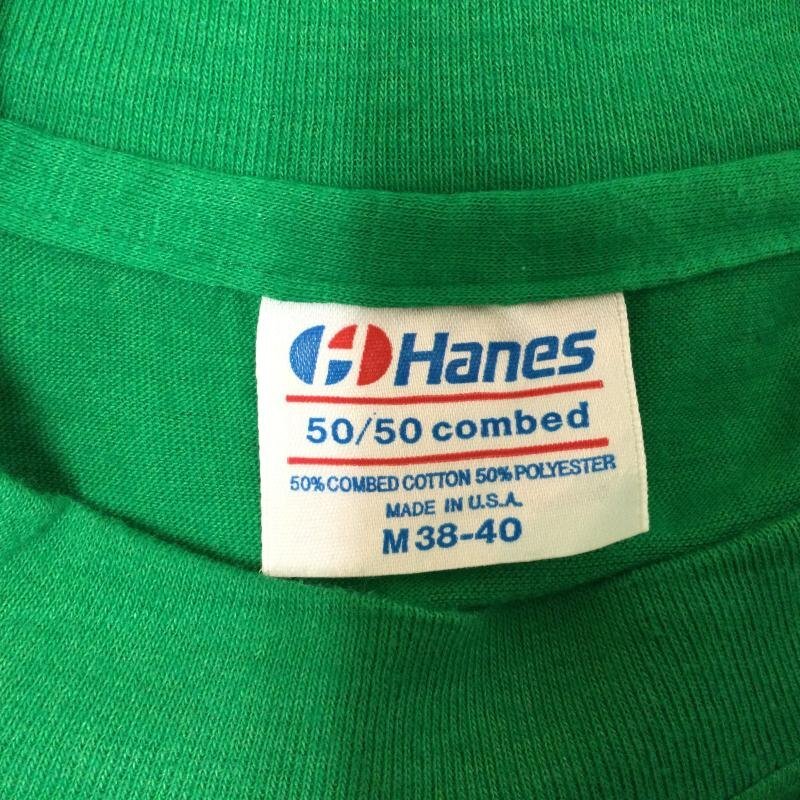 Hanes
50/50 combed
50% COMBED COTTON 50% POLYESTER
MADE IN U.S.A.
M 38-40